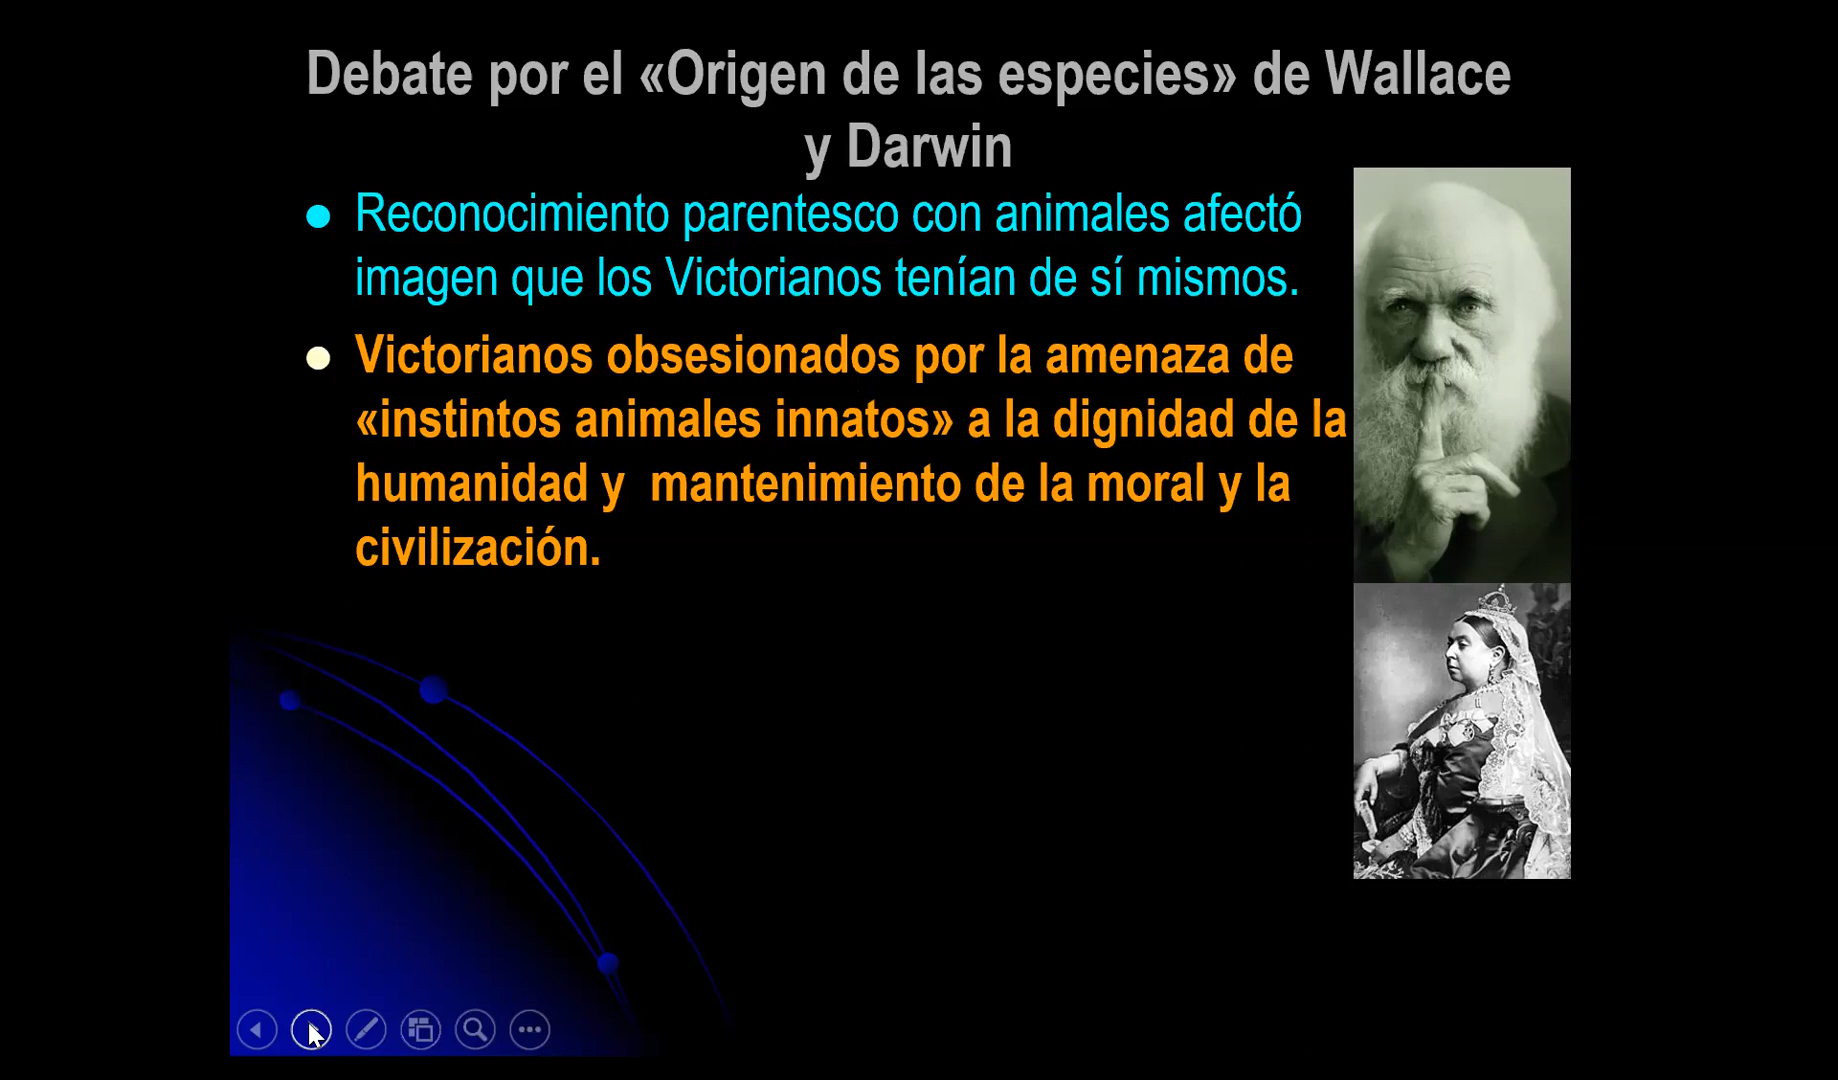 Debate por el «Origen de las especies» de Wallace
y Darwin
Reconocimiento parentesco con animales afectó
imagen que los Victorianos tenían de sí mismos.
Victorianos obsesionados por la amenaza de
«instintos animales innatos» a la dignidad de la
humanidad y  mantenimiento de la moral y la
civilización.